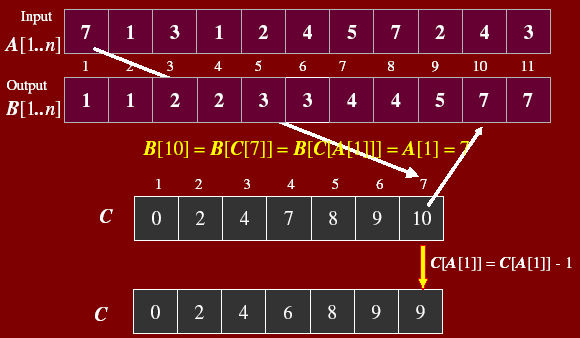 Input
A[1..n] 7 1 3 1 2 4 5 7 2 4 3
1 2 3 4 5 6 7 8 9 10 11
Output
B[1..n] 1 1 2 2 3 3 4 4 5 7 7
B[10] = B[C[7]] = B[C[A[1]]] = A[1] = 7
1 2 3 4 5 6 7
C 0 2 4 7 8 9 10
C[A[1]] = C[A[1]] - 1
C 0 2 4 6 8 9 9